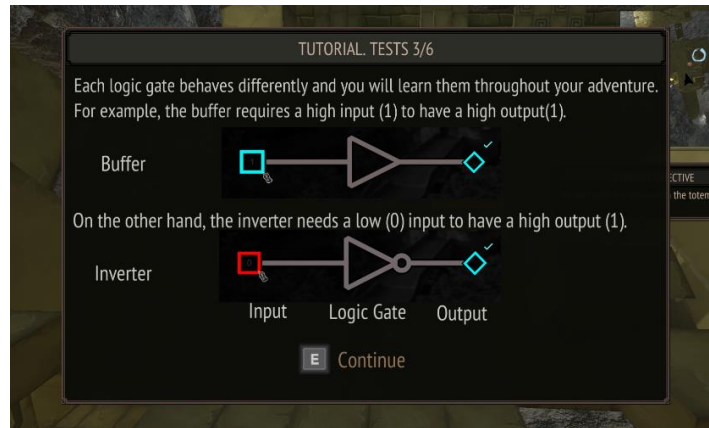 TUTORIAL. TESTS 3/6
Each logic gate behaves differently and you will learn them throughout your adventure.
For example, the buffer requires a high input (1) to have a high output(1).
Buffer
1
On the other hand, the inverter needs a low (0) input to have a high output (1).
Inverter
0
Input Logic Gate Output
E Continue
CTIVE
the totem